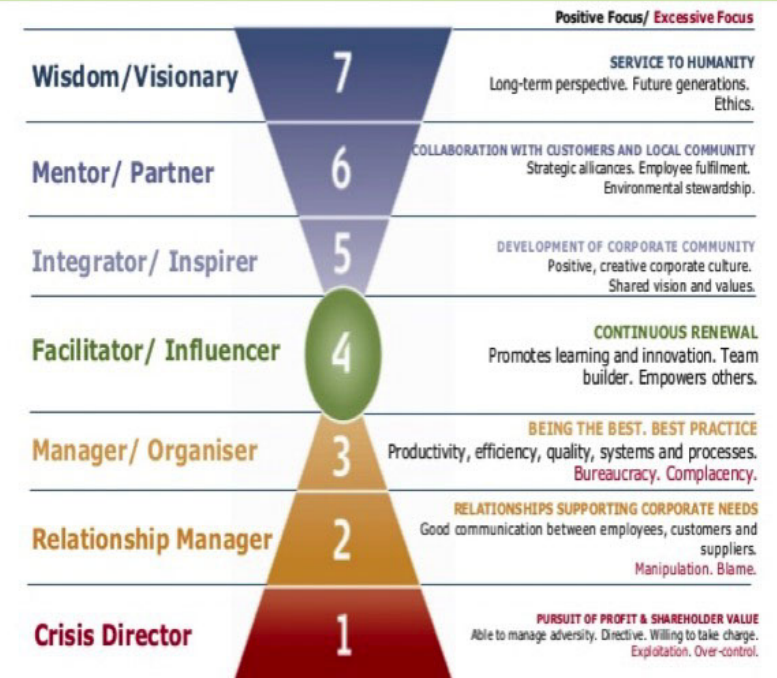 Positive Focus/ Excessive Focus
Wisdom/Visionary
7
SERVICE TO HUMANITY
Long-term perspective. Future generations.
Ethics.
Mentor/ Partner
6
COLLABORATION WITH CUSTOMERS AND LOCAL COMMUNITY
Strategic allicances. Employee fulfilment.
Environmental stewardship.
Integrator/ Inspirer
5
DEVELOPMENT OF CORPORATE COMMUNITY
Positive, creative corporate culture.
Shared vision and values.
Facilitator/ Influencer
4
CONTINUOUS RENEWAL
Promotes learning and innovation. Team
builder. Empowers others.
Manager/ Organiser
3
BEING THE BEST. BEST PRACTICE
Productivity, efficiency, quality, systems and processes.
Bureaucracy. Complacency.
Relationship Manager
2
RELATIONSHIPS SUPPORTING CORPORATE NEEDS
Good communication between employees, customers and
suppliers.
Manipulation. Blame.
Crisis Director
1
PURSUIT OF PROFIT & SHAREHOLDER VALUE
Able to manage adversity. Directive. Willing to take charge.
Exploitation. Over-control.